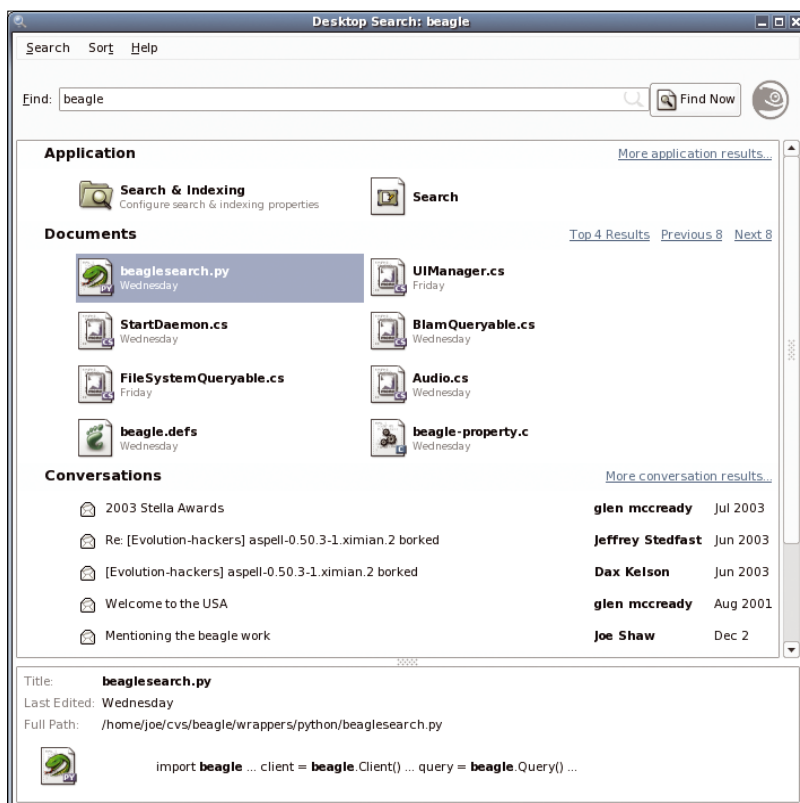 Desktop Search: beagle
Search Sort Help
Find: beagle Find Now
Application More application results...
Search & Indexing
Configure search & indexing properties
Search
Documents Top 4 Results Previous 8 Next 8
beaglesearch.py
Wednesday
UIManager.cs
Friday
StartDaemon.cs
Wednesday
BlamQueryable.cs
Wednesday
FileSystemQueryable.cs
Friday
Audio.cs
Wednesday
beagle.defs
Wednesday
beagle-property.c
Wednesday
Conversations More conversation results...
2003 Stella Awards glen mccready Jul 2003
Re: [Evolution-hackers] aspell-0.50.3-1.ximian.2 borked Jeffrey Stedfast Jun 2003
[Evolution-hackers] aspell-0.50.3-1.ximian.2 borked Dax Kelson Jun 2003
Welcome to the USA glen mccready Aug 2001
Mentioning the beagle work Joe Shaw Dec 2
Title: beaglesearch.py
Last Edited: Wednesday
Full Path: /home/joe/cvs/beagle/wrappers/python/beaglesearch.py
import beagle ... client = beagle.Client() ... query = beagle.Query() ...